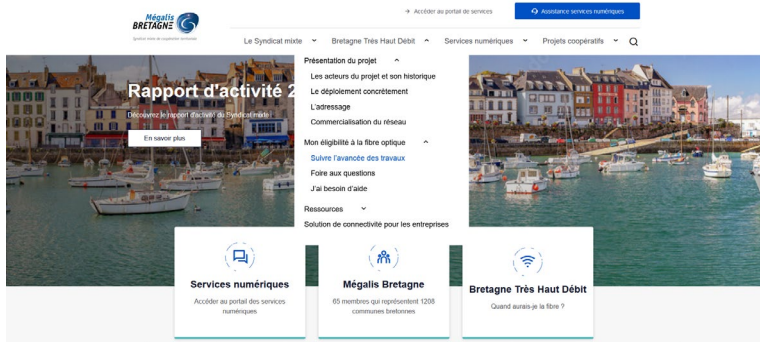 → Accéder au portail de services
Assistance services numériques
Mégalis
BRETAGNE
Le Syndicat mixte
Bretagne Très Haut Débit
Services numériques
Projets coopératifs
Présentation du projet
Les acteurs du projet et son historique
Le déploiement concrètement
L'adressage
Commercialisation du réseau
Mon éligibilité à la fibre optique
Suivre l'avancée des travaux
Foire aux questions
J'ai besoin d'aide
Ressources
Solution de connectivité pour les entreprises
Rapport d'activité 2
Découvrez le rapport d'activité du Syndicat mixte
En savoir plus
Services numériques
Accéder au portail des services
numériques
Mégalis Bretagne
65 membres qui représentent 1208
communes bretonnes
Bretagne Très Haut Débit
Quand aurais-je la fibre ?